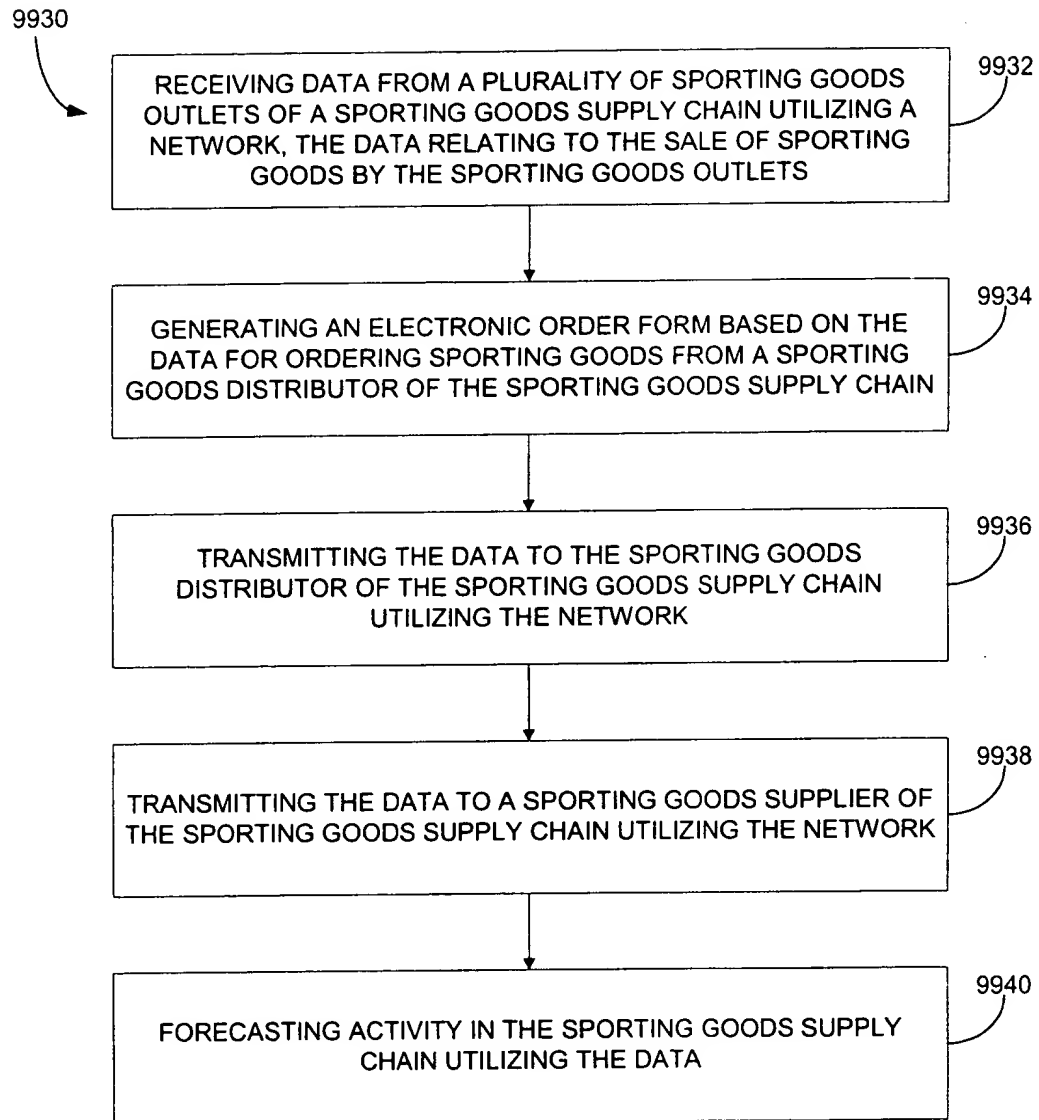 9930
RECEIVING DATA FROM A PLURALITY OF SPORTING GOODS
OUTLETS OF A SPORTING GOODS SUPPLY CHAIN UTILIZING A
NETWORK, THE DATA RELATING TO THE SALE OF SPORTING
GOODS BY THE SPORTING GOODS OUTLETS
9932
GENERATING AN ELECTRONIC ORDER FORM BASED ON THE
DATA FOR ORDERING SPORTING GOODS FROM A SPORTING
GOODS DISTRIBUTOR OF THE SPORTING GOODS SUPPLY CHAIN
9934
TRANSMITTING THE DATA TO THE SPORTING GOODS
DISTRIBUTOR OF THE SPORTING GOODS SUPPLY CHAIN
UTILIZING THE NETWORK
9936
TRANSMITTING THE DATA TO A SPORTING GOODS SUPPLIER OF
THE SPORTING GOODS SUPPLY CHAIN UTILIZING THE NETWORK
9938
FORECASTING ACTIVITY IN THE SPORTING GOODS SUPPLY
CHAIN UTILIZING THE DATA
9940